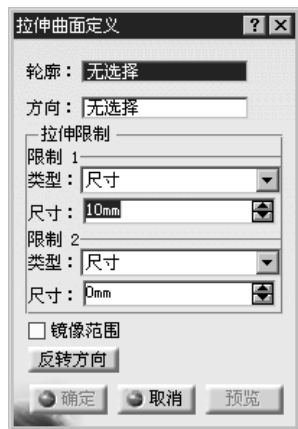 拉伸曲面定义 ? ×
轮廓： 无选择
方向： 无选择
拉伸限制
限制 1
类型： 尺寸
尺寸： 10mm
限制 2
类型： 尺寸
尺寸： 0mm
镜像范围
反转方向
确定 取消 预览